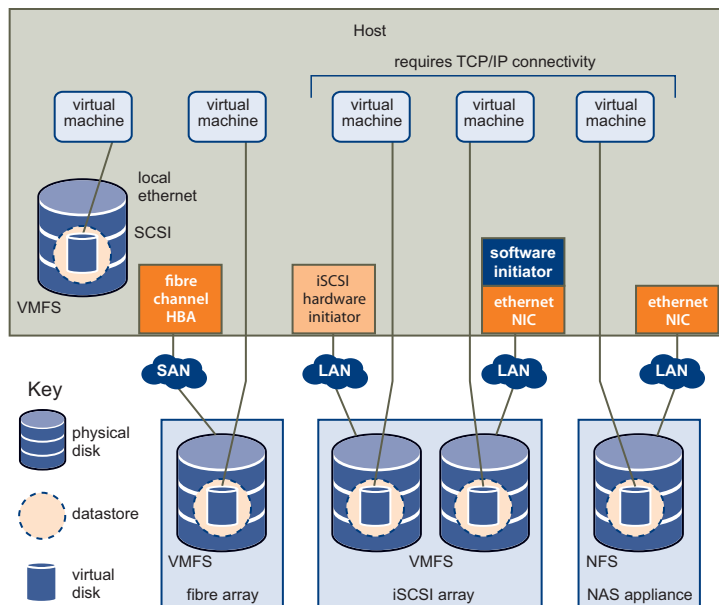 Host
requires TCP/IP connectivity
virtual
machine
virtual
machine
virtual
machine
virtual
machine
virtual
machine
local
ethernet
SCSI
VMFS
fibre
channel
HBA
iSCSI
hardware
initiator
software
initiator
ethernet
NIC
ethernet
NIC
SAN
LAN
LAN
LAN
Key
physical
disk
datastore
virtual
disk
VMFS
fibre array
VMFS
iSCSI array
NFS
NAS appliance